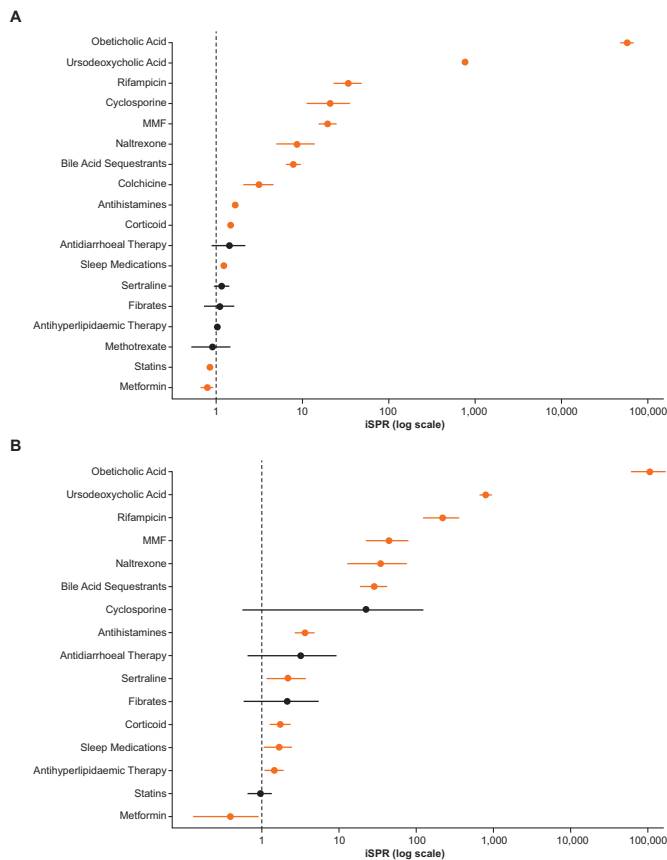 A
Obeticholic Acid
Ursodeoxycholic Acid
Rifampicin
Cyclosporine
MMF
Naltrexone
Bile Acid Sequestrants
Colchicine
Antihistamines
Corticoid
Antidiarrhoeal Therapy
Sleep Medications
Sertraline
Fibrates
Antihyperlipidaemic Therapy
Methotrexate
Statins
Metformin
1 10 100 1,000 10,000 100,000
iSPR (log scale)
B
Obeticholic Acid
Ursodeoxycholic Acid
Rifampicin
MMF
Naltrexone
Bile Acid Sequestrants
Cyclosporine
Antihistamines
Antidiarrhoeal Therapy
Sertraline
Fibrates
Corticoid
Sleep Medications
Antihyperlipidaemic Therapy
Statins
Metformin
1 10 100 1,000 10,000 100,000
iSPR (log scale)